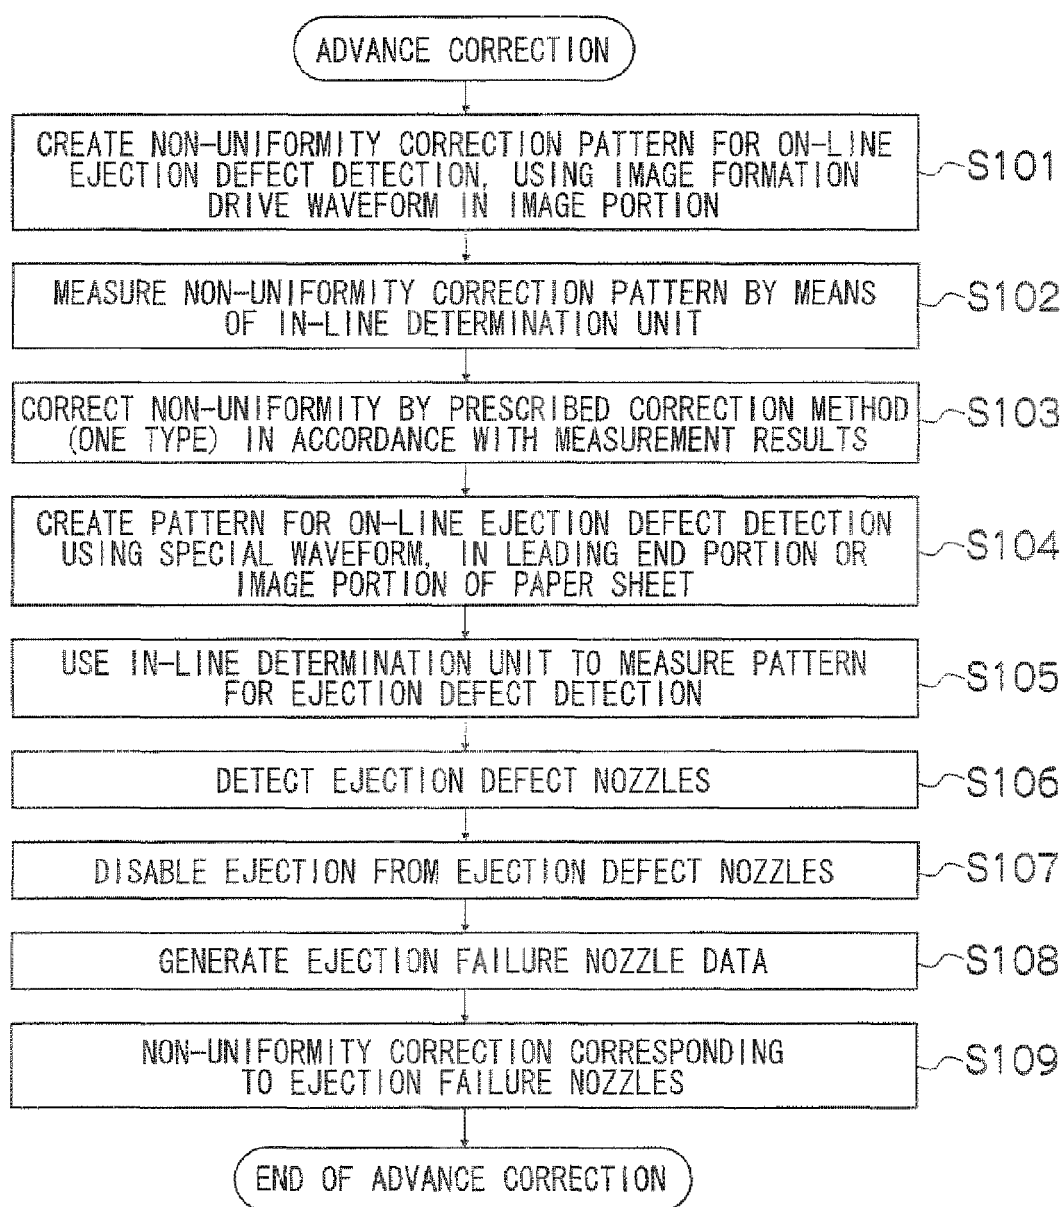 ADVANCE CORRECTION
CREATE NON-UNIFORMITY CORRECTION PATTERN FOR ON-LINE
EJECTION DEFECT DETECTION, USING IMAGE FORMATION
DRIVE WAVEFORM IN IMAGE PORTION
S101
MEASURE NON-UNIFORMITY CORRECTION PATTERN BY MEANS
OF IN-LINE DETERMINATION UNIT
S102
CORRECT NON-UNIFORMITY BY PRESCRIBED CORRECTION METHOD
(ONE TYPE) IN ACCORDANCE WITH MEASUREMENT RESULTS
S103
CREATE PATTERN FOR ON-LINE EJECTION DEFECT DETECTION
USING SPECIAL WAVEFORM, IN LEADING END PORTION OR
IMAGE PORTION OF PAPER SHEET
S104
USE IN-LINE DETERMINATION UNIT TO MEASURE PATTERN
FOR EJECTION DEFECT DETECTION
S105
DETECT EJECTION DEFECT NOZZLES
S106
DISABLE EJECTION FROM EJECTION DEFECT NOZZLES
S107
GENERATE EJECTION FAILURE NOZZLE DATA
S108
NON-UNIFORMITY CORRECTION CORRESPONDING
TO EJECTION FAILURE NOZZLES
S109
END OF ADVANCE CORRECTION